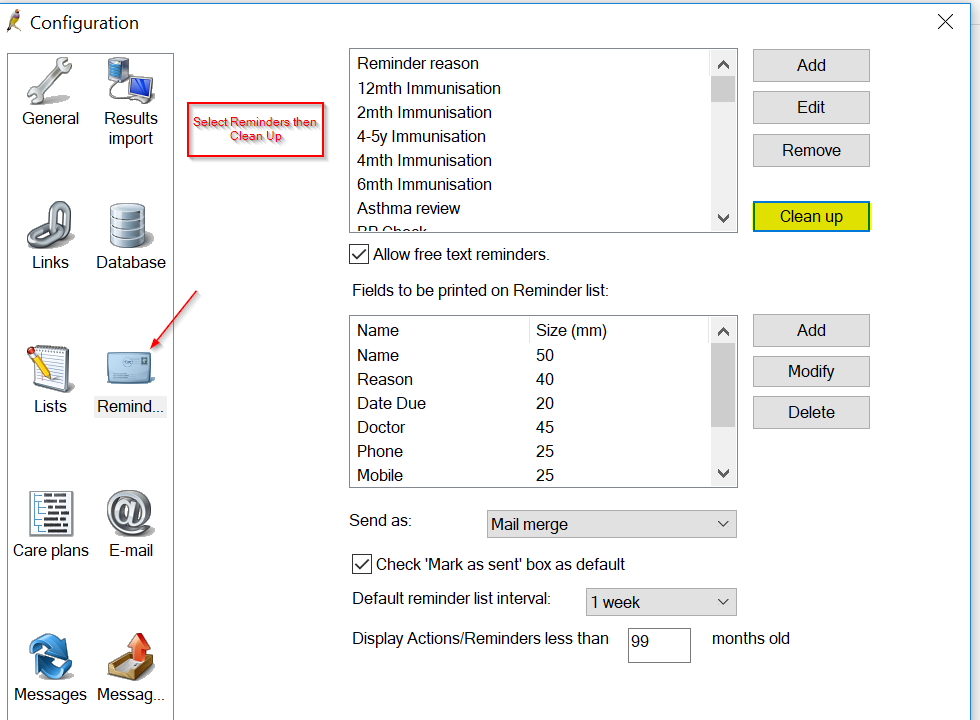 Configuration
General
Results
import
Links
Database
Lists
Remind...
Care plans
E-mail
Messages
Messag...
Select Reminders then
Clean Up
Reminder reason
12mth Immunisation
2mth Immunisation
4-5y Immunisation
4mth Immunisation
6mth Immunisation
Asthma review
BP Check
Add
Edit
Remove
Clean up
Allow free text reminders.
Fields to be printed on Reminder list:
Name Size (mm)
Name 50
Reason 40
Date Due 20
Doctor 45
Phone 25
Mobile 25
Add
Modify
Delete
Send as: Mail merge
Check 'Mark as sent' box as default
Default reminder list interval: 1 week
Display Actions/Reminders less than 99 months old